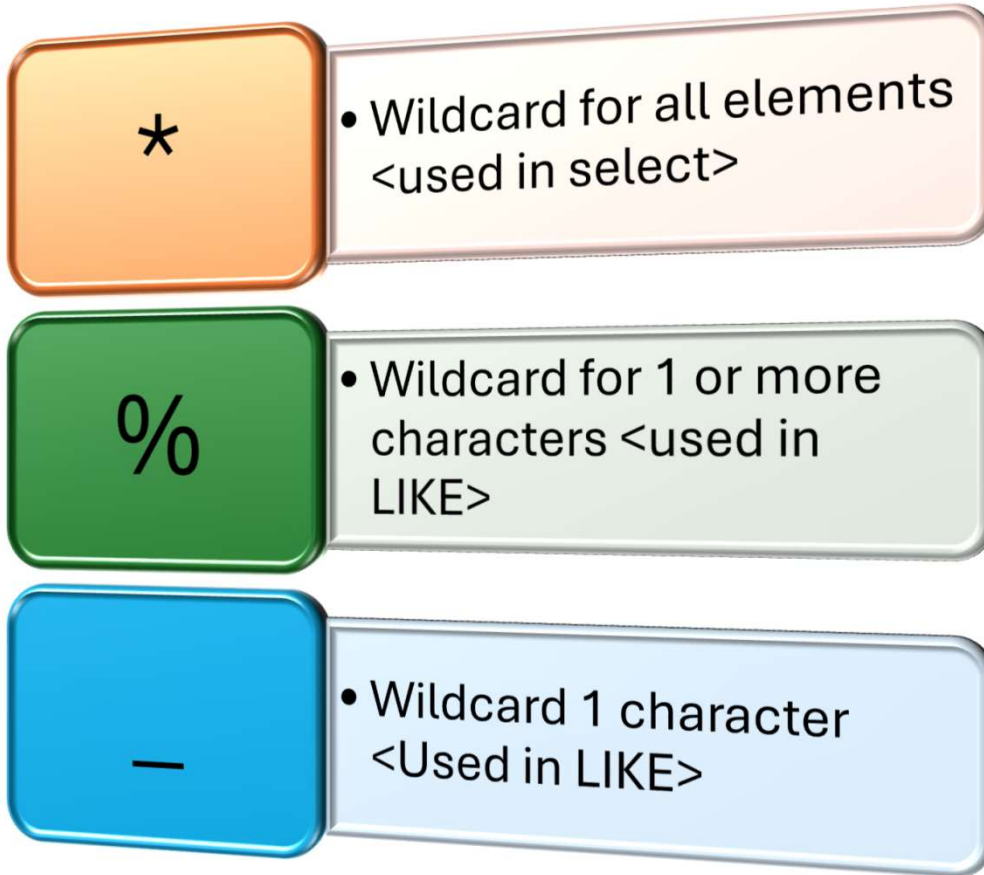 *
• Wildcard for all elements
<used in select>
%
• Wildcard for 1 or more
characters <used in
LIKE>
_
• Wildcard 1 character
<Used in LIKE>